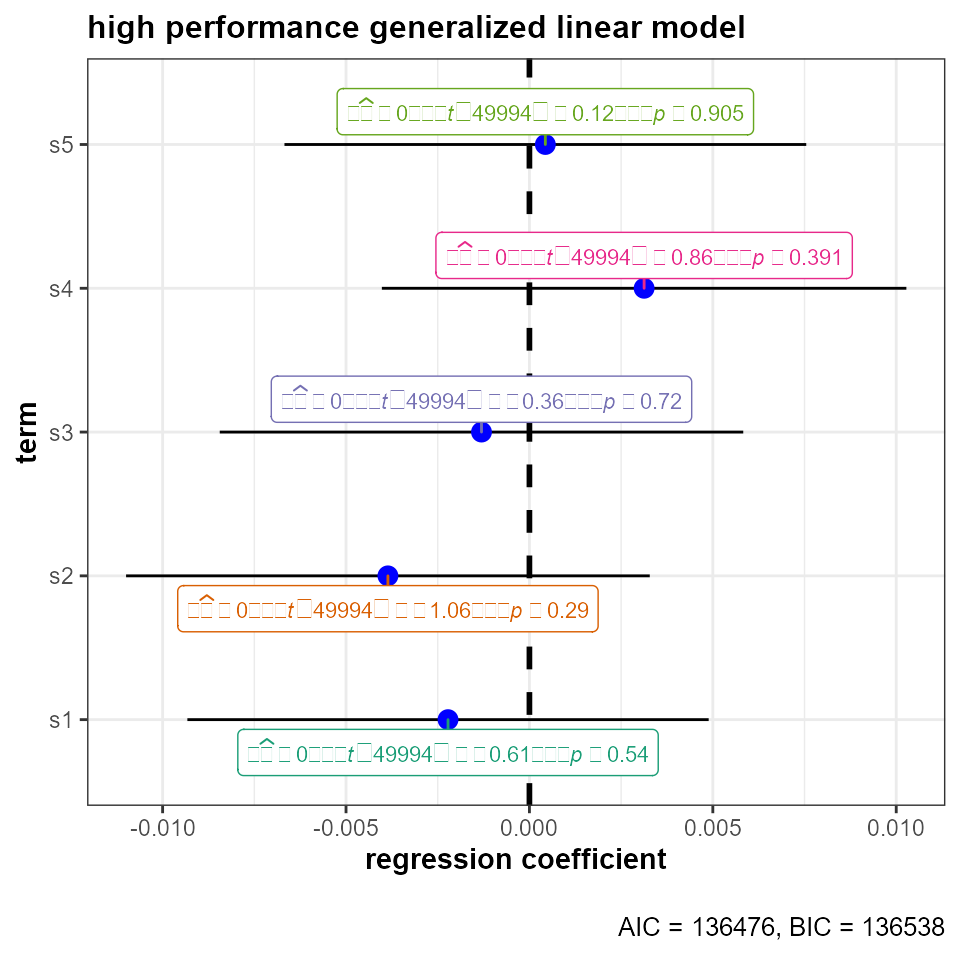 high performance generalized linear model
s5
□̂□ □ 0□□□t□49994□ □ 0.12□□□p □ 0.905
s4
□̂□ □ 0□□□t□49994□ □ 0.86□□□p □ 0.391
s3
□̂□ □ 0□□□t□49994□ □ □0.36□□□p □ 0.72
s2
□̂□ □ 0□□□t□49994□ □ □1.06□□□p □ 0.29
s1
□̂□ □ 0□□□t□49994□ □ □0.61□□□p □ 0.54
term
-0.010 -0.005 0.000 0.005 0.010
regression coefficient
AIC = 136476, BIC = 136538